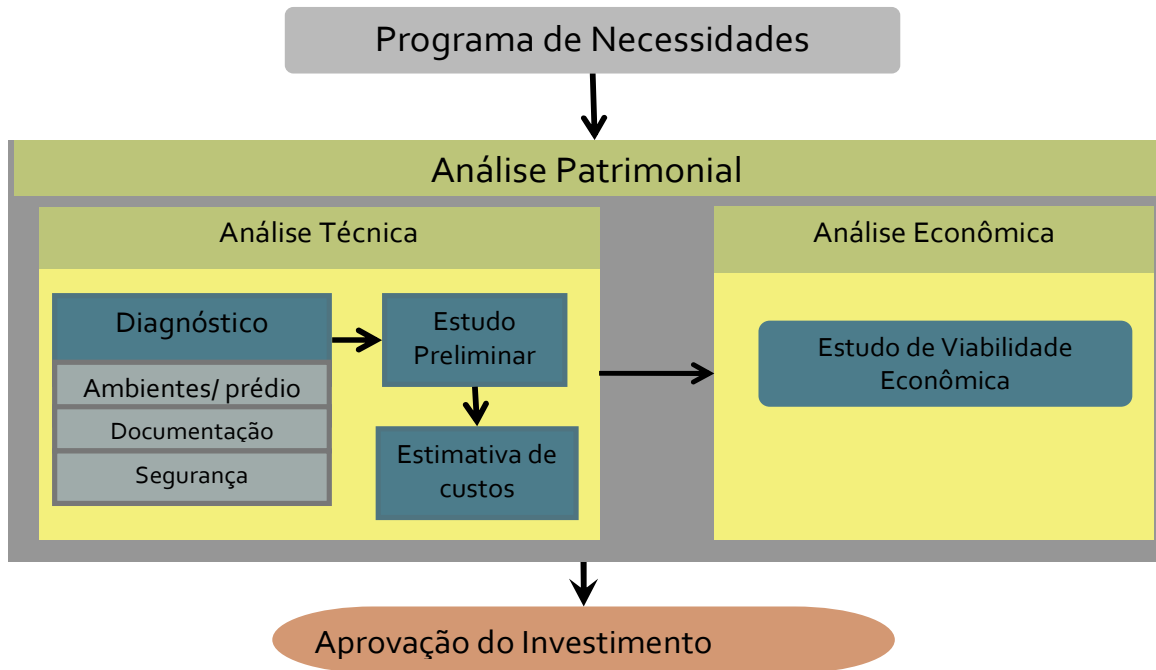 Programa de Necessidades
Análise Patrimonial
Análise Técnica
Diagnóstico
Ambientes/ prédio
Documentação
Segurança
Estudo
Preliminar
Estimativa de
custos
Análise Econômica
Estudo de Viabilidade
Econômica
Aprovação do Investimento